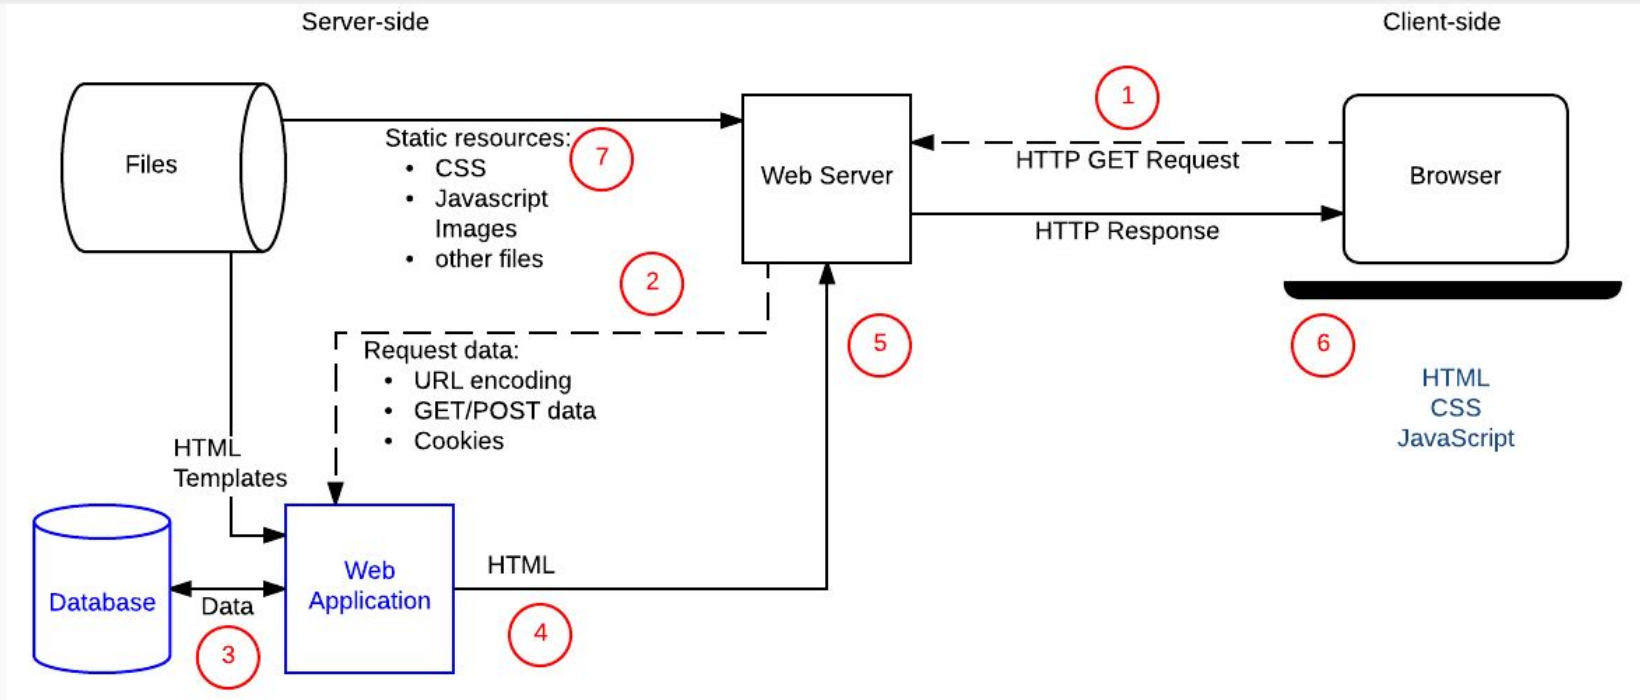 Server-side
Client-side
Files
Static resources:
• CSS
• Javascript
Images
• other files
7
Web Server
1
HTTP GET Request
HTTP Response
Browser
2
Request data:
• URL encoding
• GET/POST data
• Cookies
5
6
HTML
CSS
JavaScript
HTML
Templates
Database
Data
3
Web
Application
HTML
4